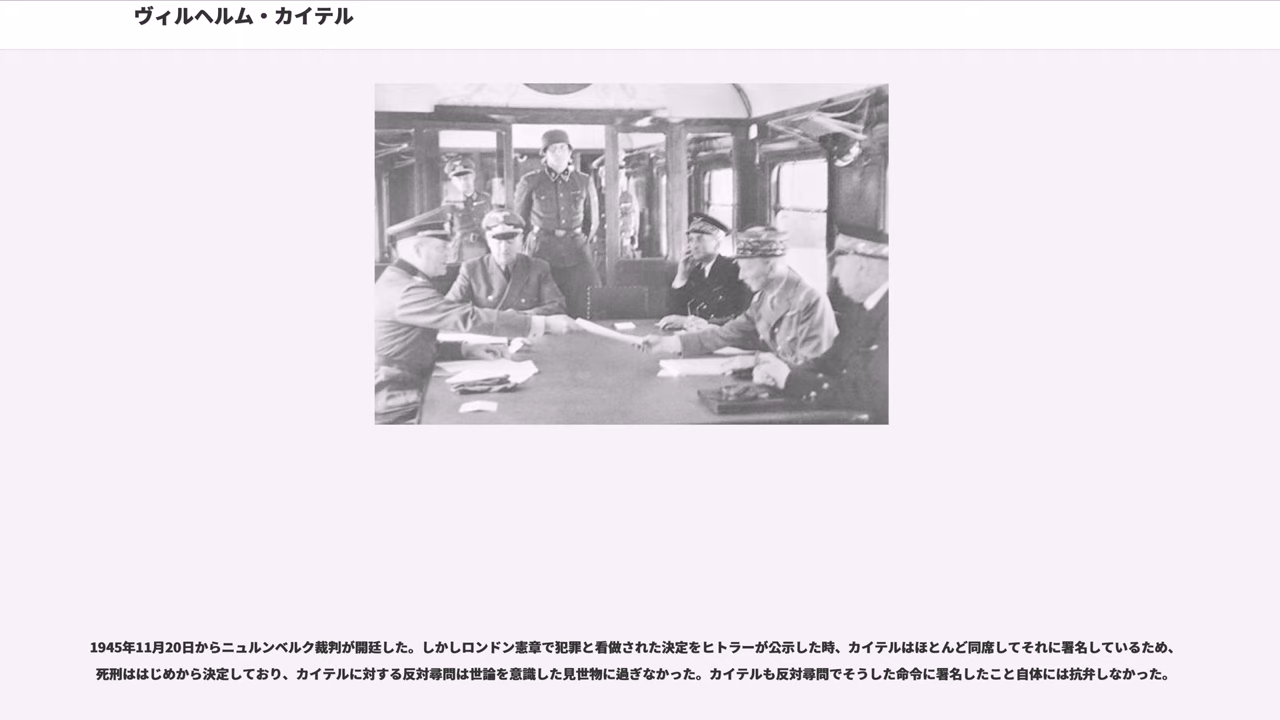 ヴィルヘルム・カイテル
1945年11月20日からニュルンベルク裁判が開廷した。しかしロンドン憲章で犯罪と看做された決定をヒトラーが公示した時、カイテルはほとんど同席してそれに署名しているため、
死刑ははじめから決定しており、カイテルに対する反対尋問は世論を意識した見世物に過ぎなかった。カイテルも反対尋問でそうした命令に署名したこと自体には抗弁しなかった。